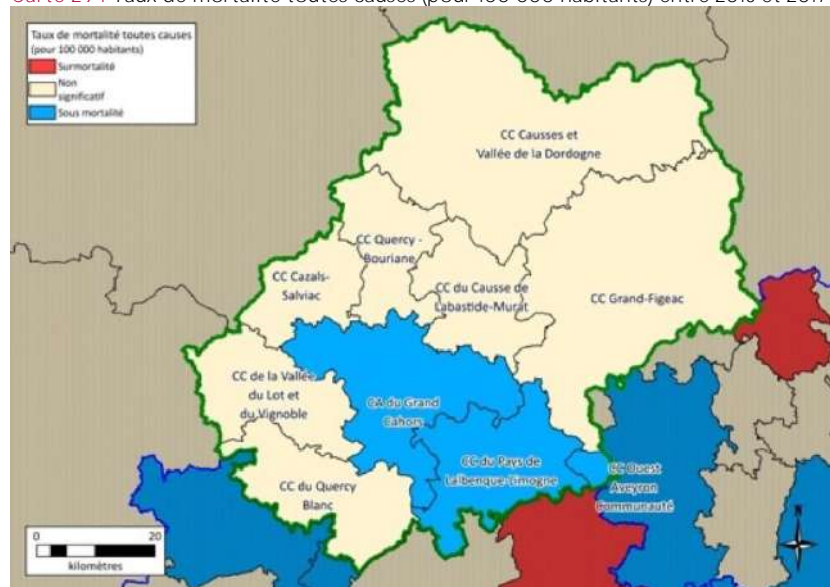 Carte 27 : Taux de mortalité toutes causes (pour 100 000 habitants) entre 2013 et 2017
Taux de mortalité toutes causes
(pour 100 000 habitants)
Surmortalité
Non
significatif
Sous mortalité
CC Causses et
Vallée de la Dordogne
CC Quercy -
Bouriane
CC Cazals-
Salviac
CC du Causse de
Labastide-Murat
CC Grand-Figeac
CC de la Vallée
du Lot et
du Vignoble
CA du Grand
Cahors
CC du Pays de
Lalbenque-Limogne
CC Ouest
Aveyron
Communauté
CC du Quercy
Blanc
0 20
kilomètres
N